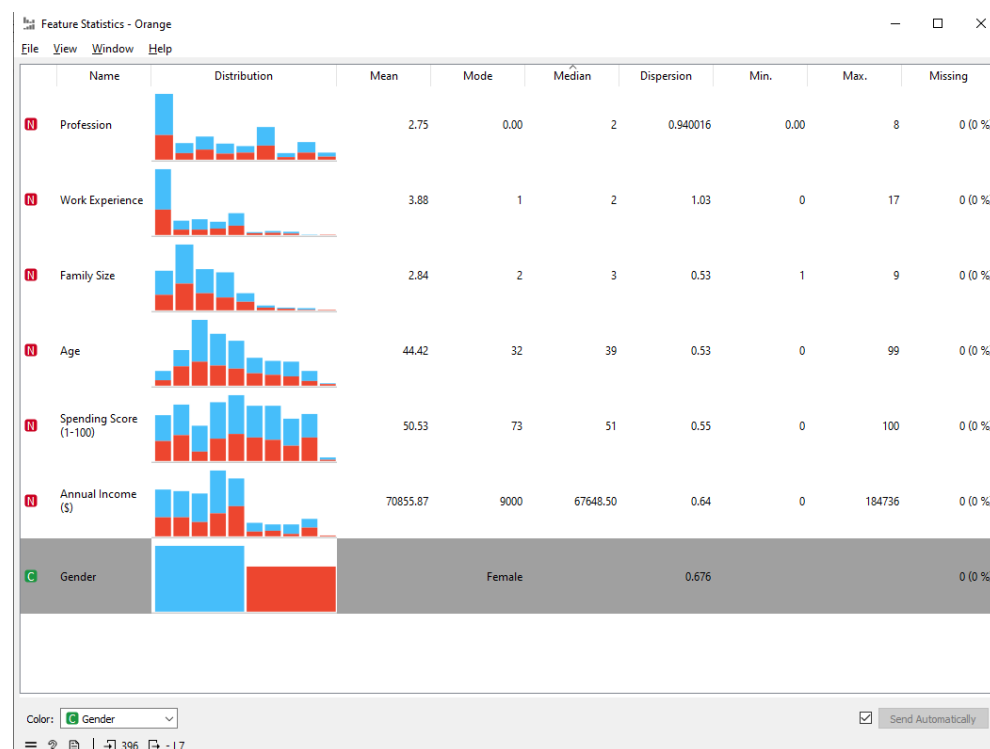 Feature Statistics - Orange
File View Window Help
Name Distribution Mean Mode Median Dispersion Min. Max. Missing
N Profession 2.75 0.00 2 0.940016 0.00 8 0 (0 %
N Work Experience 3.88 1 2 1.03 0 17 0 (0 %
N Family Size 2.84 2 3 0.53 1 9 0 (0 %
N Age 44.42 32 39 0.53 0 99 0 (0 %
N Spending Score
(1-100) 50.53 73 51 0.55 0 100 0 (0 %
N Annual Income
($) 70855.87 9000 67648.50 0.64 0 184736 0 (0 %
C Gender Female 0.676 0 (0 %
Color: C Gender Send Automatically
? 396 - | 7